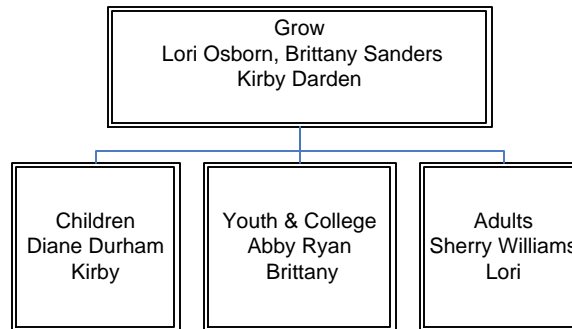 Grow
Lori Osborn, Brittany Sanders
Kirby Darden
Children
Diane Durham
Kirby
Youth & College
Abby Ryan
Brittany
Adults
Sherry Williams
Lori